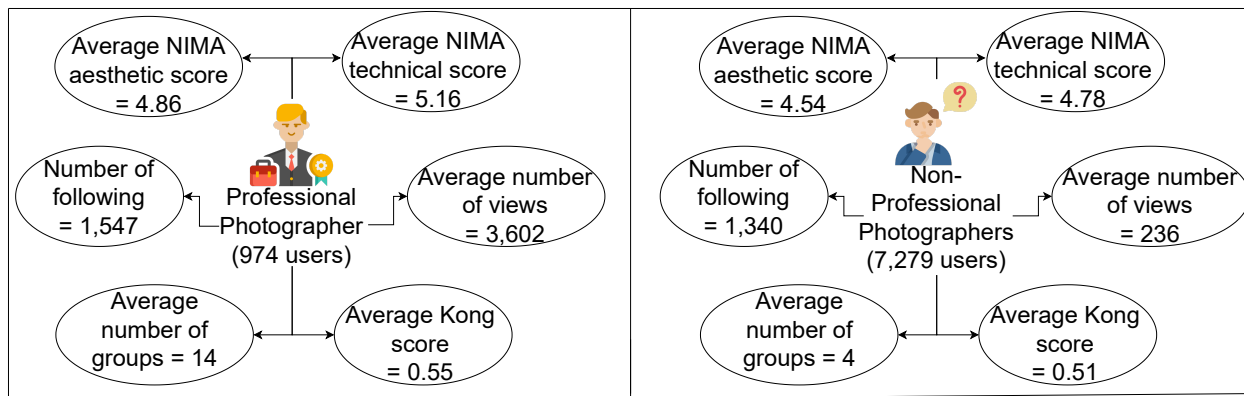 Average NIMA
aesthetic score
= 4.86
Average NIMA
technical score
= 5.16
Number of
following
= 1,547
Professional
Photographer
(974 users)
Average number
of views
= 3,602
Average
number of
groups = 14
Average Kong
score
= 0.55
Average NIMA
aesthetic score
= 4.54
Average NIMA
technical score
= 4.78
?
Number of
following
= 1,340
Non-
Professional
Photographers
(7,279 users)
Average number
of views
= 236
Average
number of
groups = 4
Average Kong
score
= 0.51